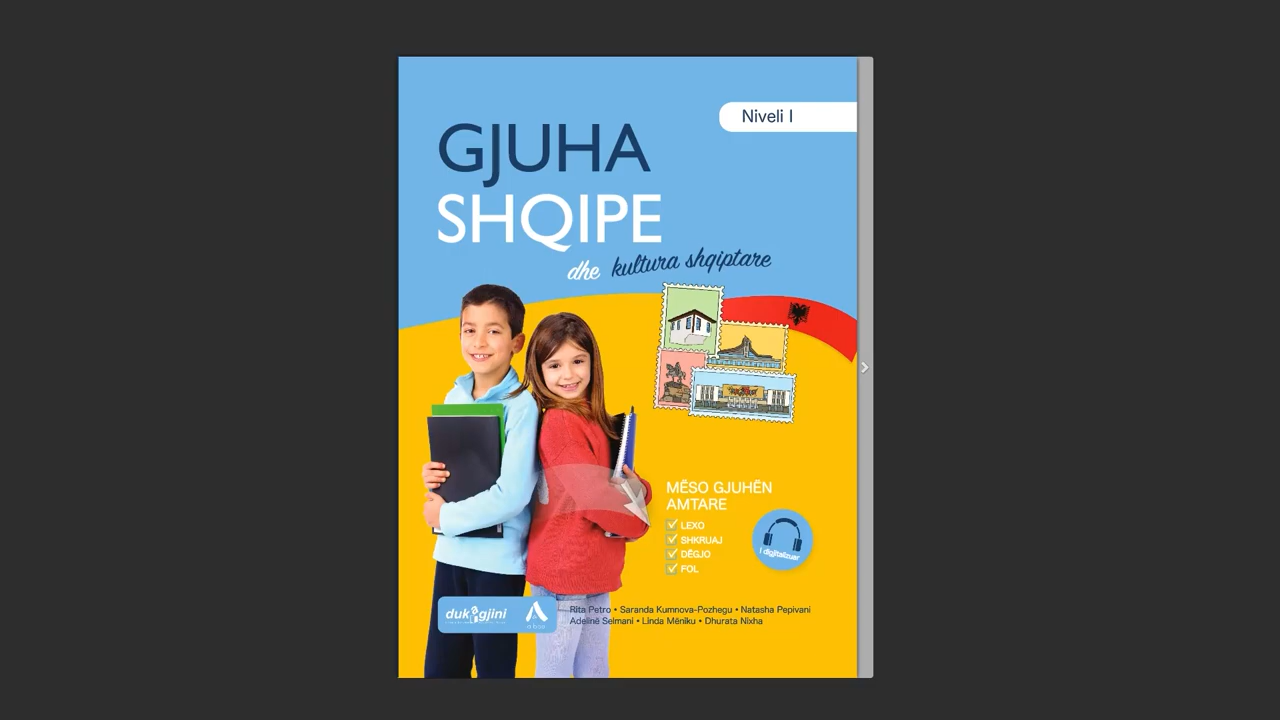 Niveli I
GJUHA
SHQIPE
dhe kultura shqiptare
MËSO GJUHËN
AMTARE
LEXO
SHKRUAJ
DËGJO
FOL
I digjitalizuar
dukagjini
albas
Rita Petro • Saranda Kumnova-Pozhegu • Natasha Pepivani
Adelinë Selmani • Linda Mëniku • Dhurata Nixha